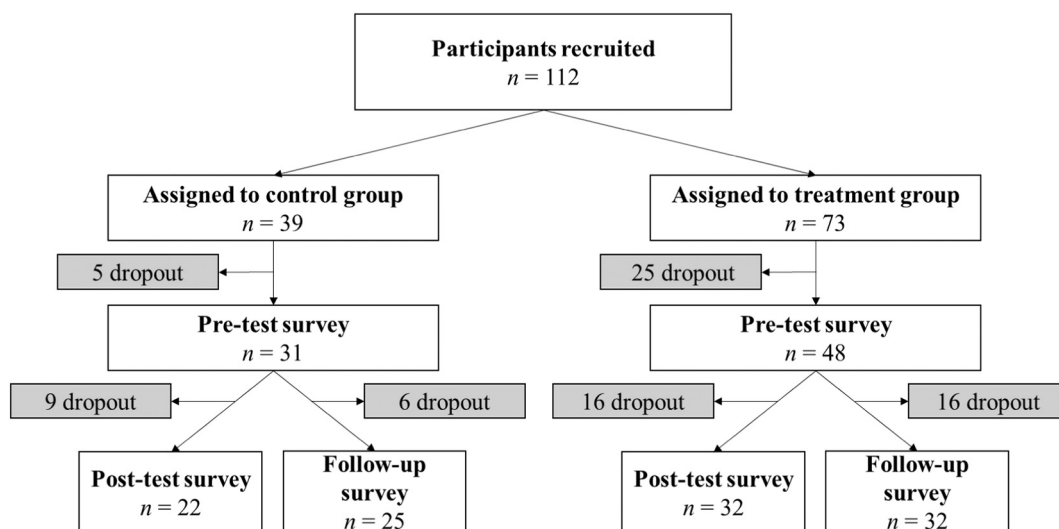 Participants recruited
n = 112
Assigned to control group
n = 39
Assigned to treatment group
n = 73
5 dropout
25 dropout
Pre-test survey
n = 31
Pre-test survey
n = 48
9 dropout
6 dropout
16 dropout
16 dropout
Post-test survey
n = 22
Follow-up
survey
n = 25
Post-test survey
n = 32
Follow-up
survey
n = 32